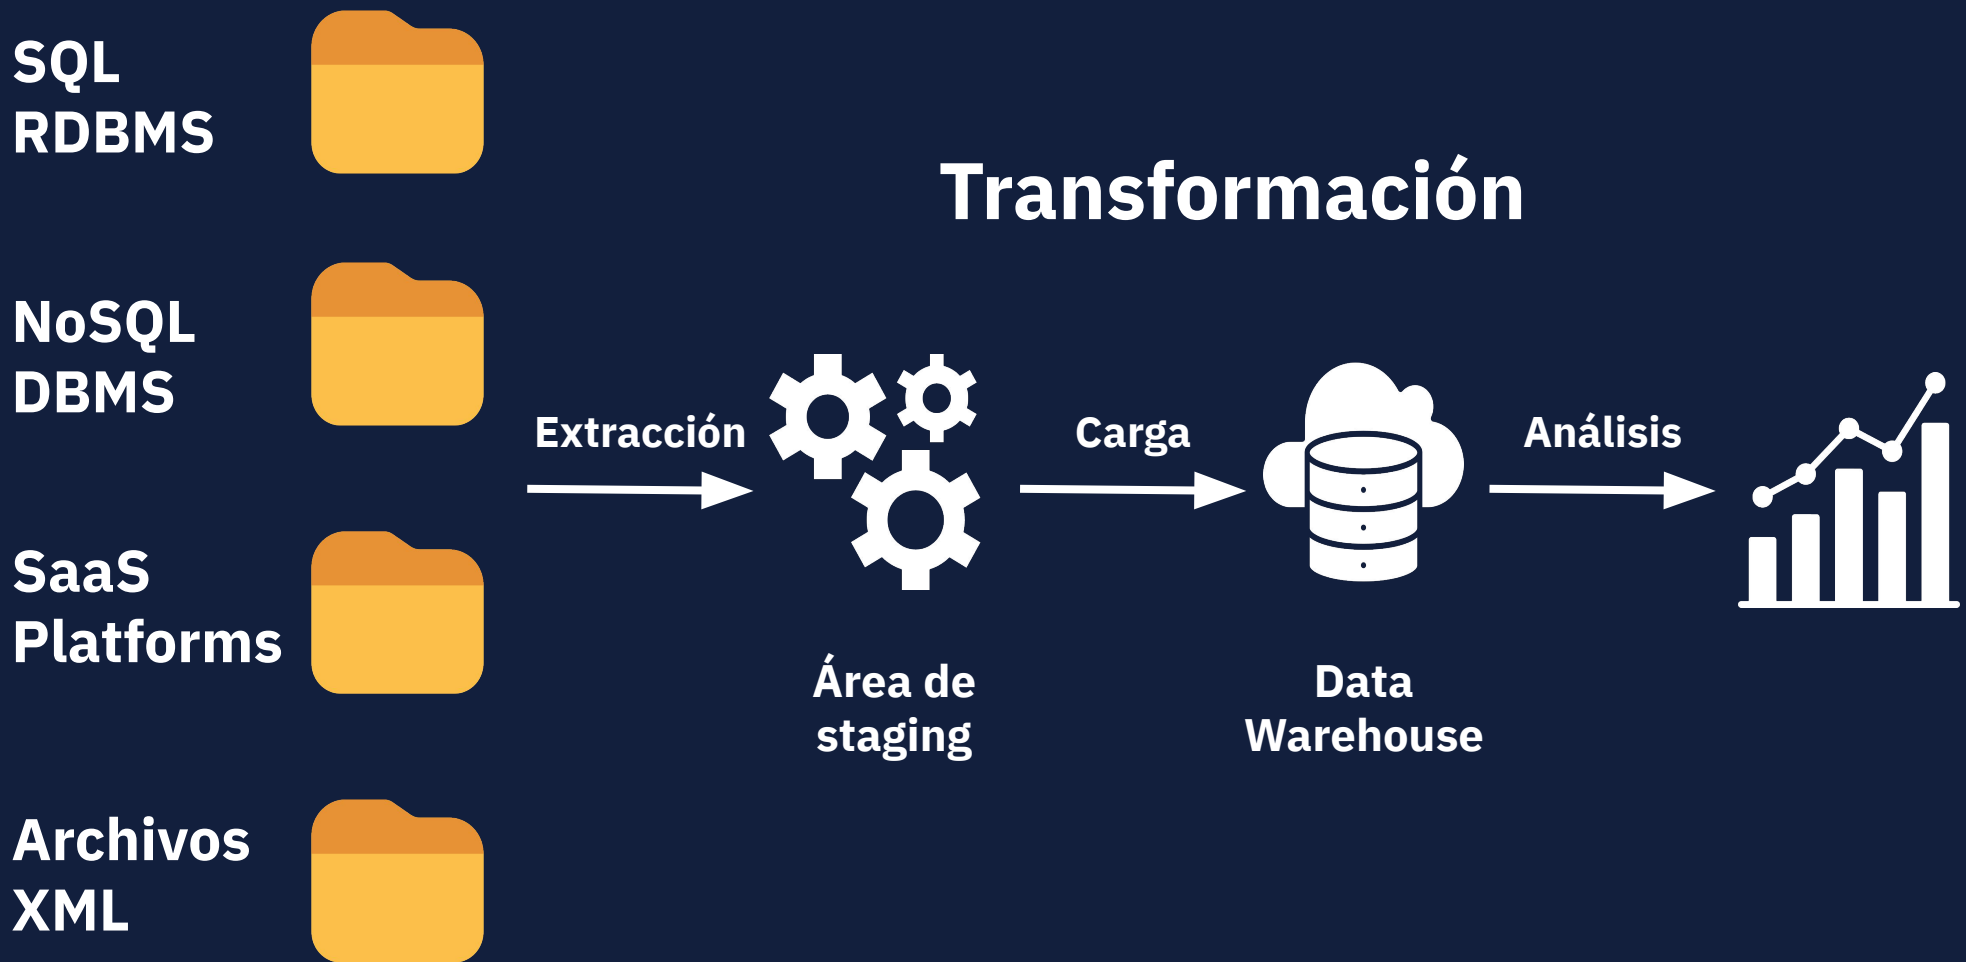 SQL
RDBMS
Transformación
NoSQL
DBMS
Extracción
Carga
Análisis
SaaS
Platforms
Área de
staging
Data
Warehouse
Archivos
XML